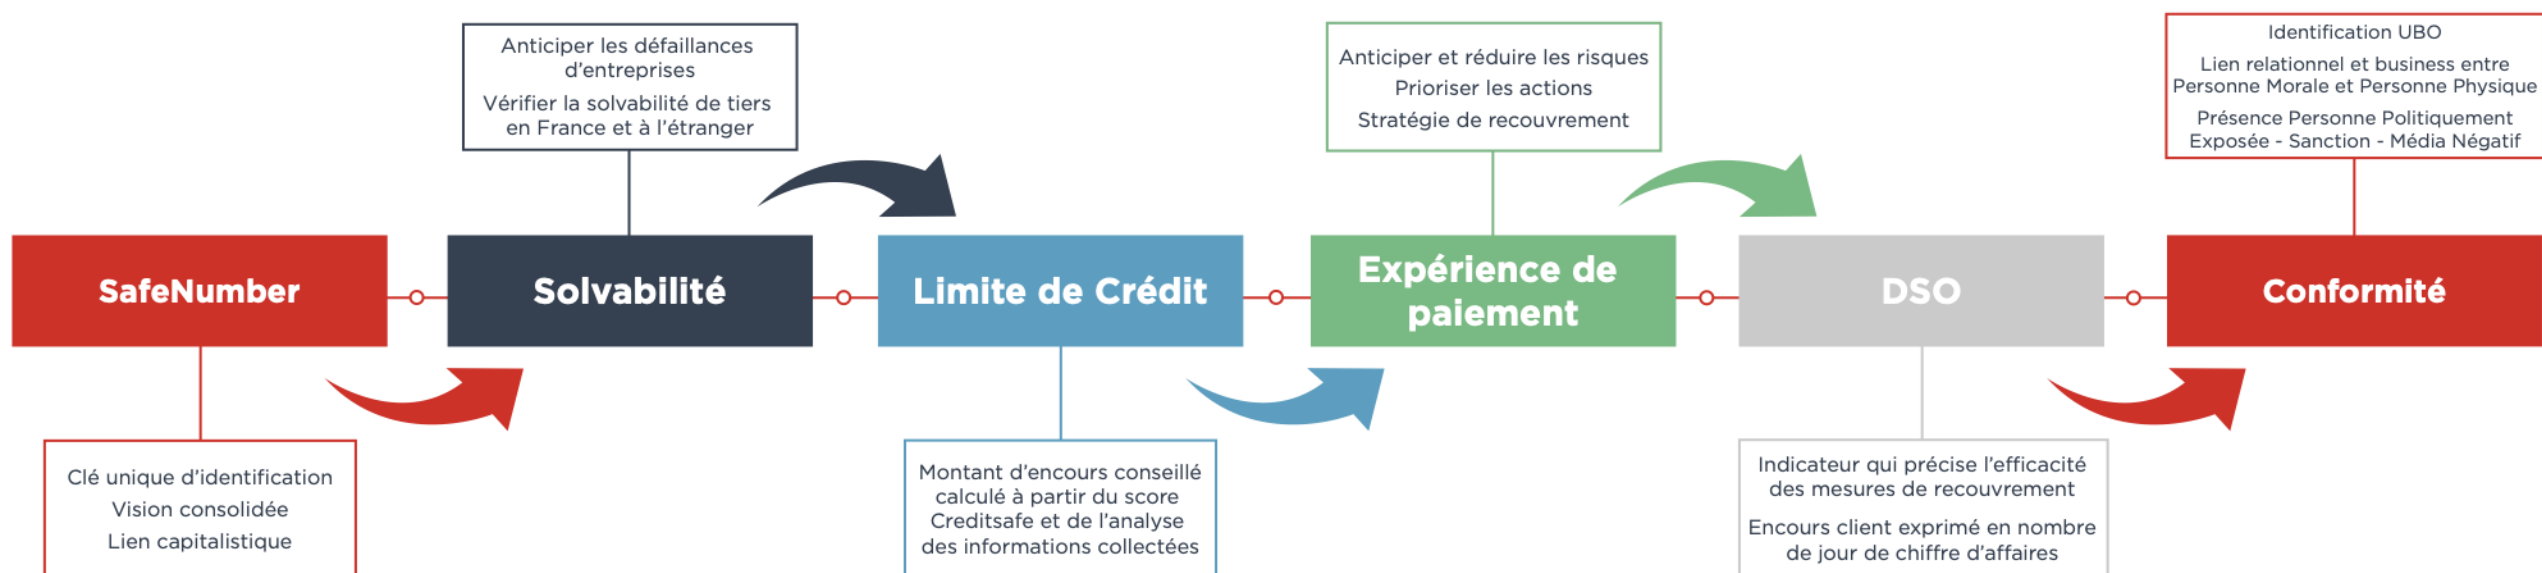 SafeNumber
Clé unique d'identification
Vision consolidée
Lien capitalistique
Anticiper les défaillances
d'entreprises
Vérifier la solvabilité de tiers
en France et à l'étranger
Solvabilité
Limite de Crédit
Montant d'encours conseillé
calculé à partir du score
Creditsafe et de l'analyse
des informations collectées
Anticiper et réduire les risques
Prioriser les actions
Stratégie de recouvrement
Expérience de
paiement
DSO
Indicateur qui précise l'efficacité
des mesures de recouvrement
Encours client exprimé en nombre
de jour de chiffre d'affaires
Identification UBO
Lien relationnel et business entre
Personne Morale et Personne Physique
Présence Personne Politiquement
Exposée - Sanction - Média Négatif
Conformité